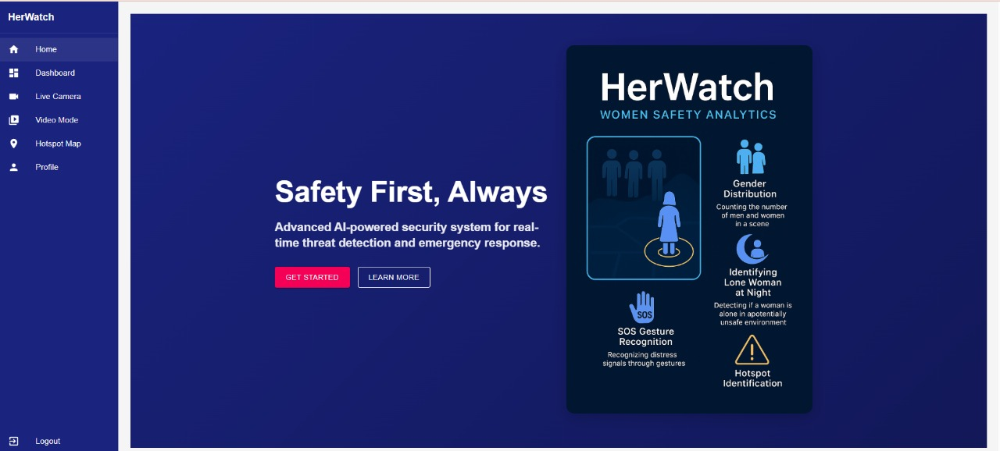 HerWatch
Home
Dashboard
Live Camera
Video Mode
Hotspot Map
Profile
Logout
Safety First, Always
Advanced AI-powered security system for real-
time threat detection and emergency response.
GET STARTED
LEARN MORE
HerWatch
WOMEN SAFETY ANALYTICS
Gender
Distribution
Counting the number
of men and women
in a scene
Identifying
Lone Woman
at Night
Detecting if a woman is
alone in apotentially
unsafe environment
SOS
SOS Gesture
Recognition
Recognizing distress
signals through gestures
Hotspot
Identification